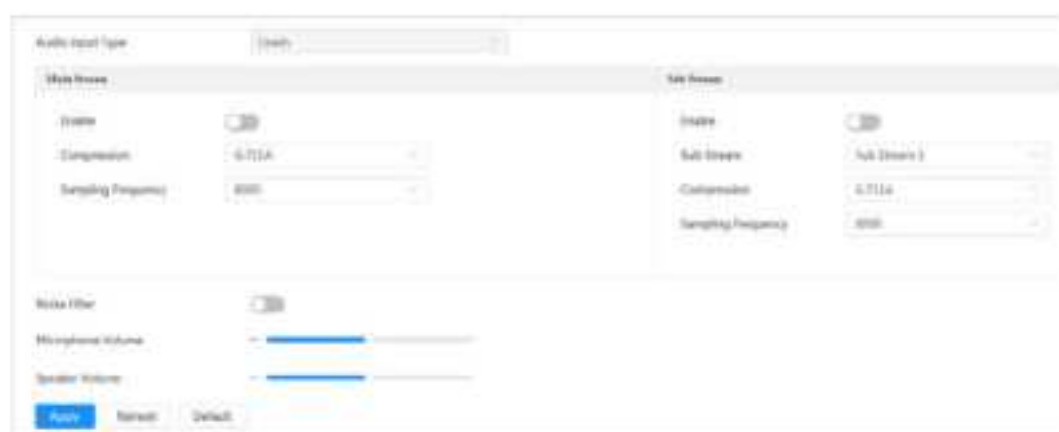 Audio Input Type
Main Stream
Sub Stream
Enable
Enable
Compression G.711A
Sub Stream Sub Stream 1
Sampling Frequency 8000
Compression G.711A
Sampling Frequency 8000
Noise Filter
Microphone Volume
Speaker Volume
Apply Refresh Default